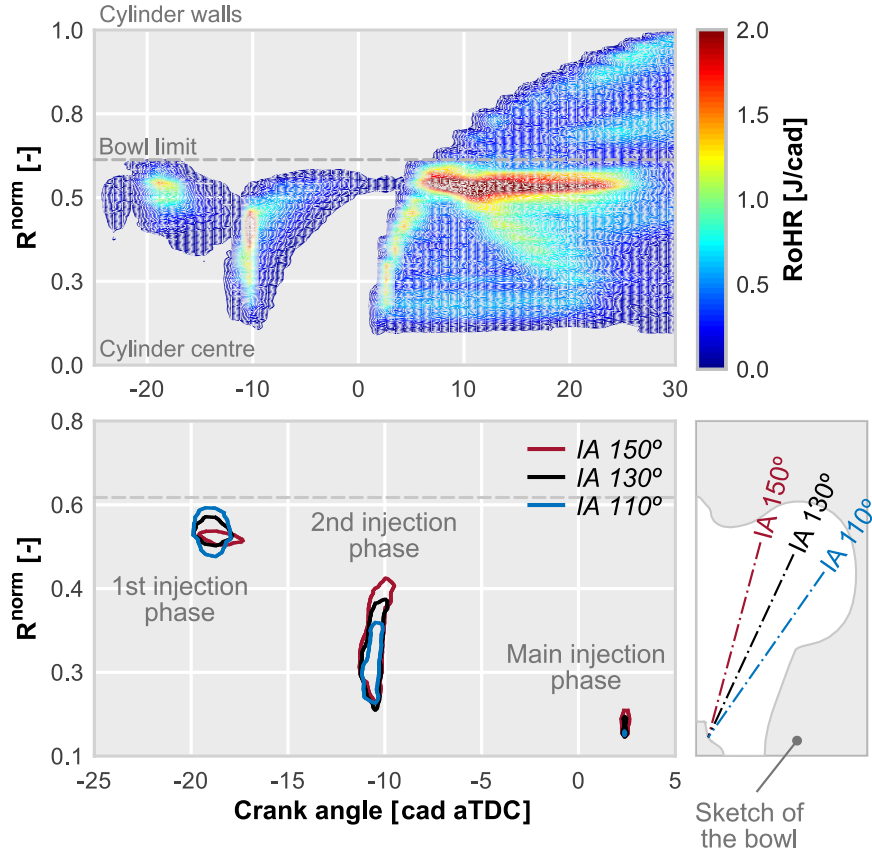 Cylinder walls
1.0
0.8
Bowl limit
0.5
0.3
Cylinder centre
0.0
R^norm [-]
-20
-10
0
10
20
30
2.0
1.5
1.0
0.5
0.0
RoHR [J/cad]
0.8
0.6
0.4
0.3
0.1
R^norm [-]
IA 150º
IA 130º
IA 110º
2nd injection
phase
1st injection
phase
Main injection
phase
-25
-20
-15
-10
-5
0
5
Crank angle [cad aTDC]
IA 150º
IA 130º
IA 110º
Sketch of
the bowl